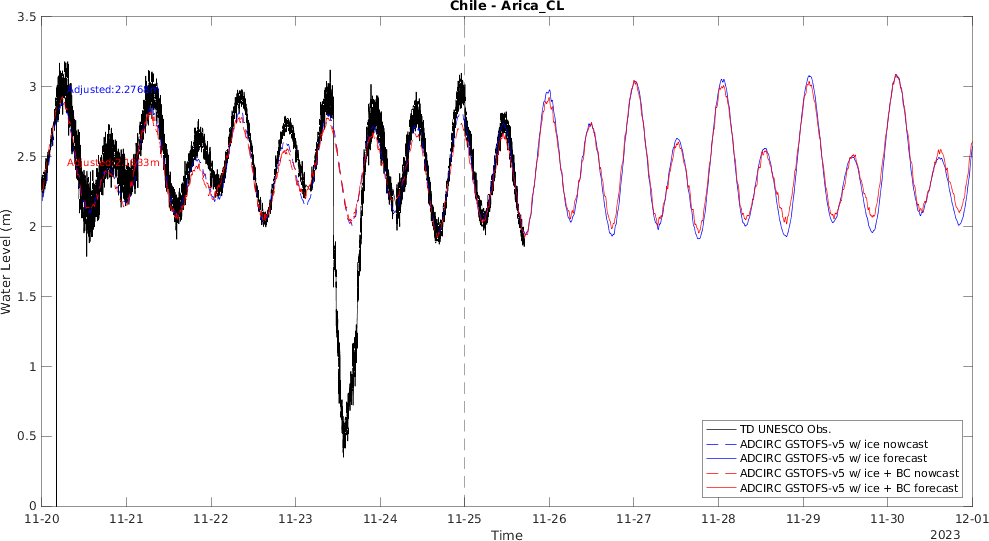 Chile - Arica_CL
3.5
3
2.5
2
1.5
1
0.5
0
Water Level (m)
Adjusted:2.276
Adjusted:
33m
11-20
11-21
11-22
11-23
11-24
11-25
11-26
11-27
11-28
11-29
11-30
12-01
Time
2023
TD UNESCO Obs.
ADCIRC GSTOFS-v5 w/ ice nowcast
ADCIRC GSTOFS-v5 w/ ice forecast
ADCIRC GSTOFS-v5 w/ ice + BC nowcast
ADCIRC GSTOFS-v5 w/ ice + BC forecast